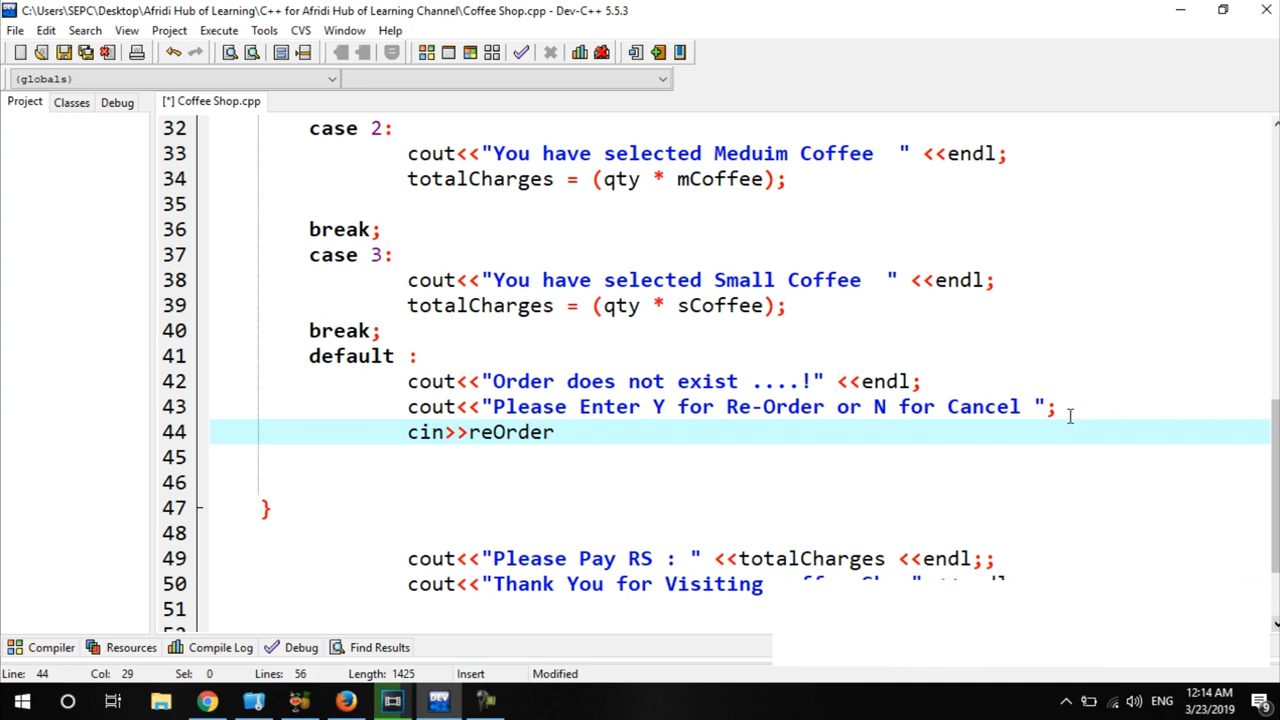 C:\Users\SEPC\Desktop\Afridi Hub of Learning\C++ for Afridi Hub of Learning Channel\Coffee Shop.cpp - Dev-C++ 5.5.3
File Edit Search View Project Execute Tools CVS Window Help
(globals)
Project Classes Debug [*] Coffee Shop.cpp
32 case 2:
33 cout<<"You have selected Meduim Coffee  " <<endl;
34 totalCharges = (qty * mCoffee);
35
36 break;
37 case 3:
38 cout<<"You have selected Small Coffee  " <<endl;
39 totalCharges = (qty * sCoffee);
40 break;
41 default :
42 cout<<"Order does not exist ....!" <<endl;
43 cout<<"Please Enter Y for Re-Order or N for Cancel ";
44 cin>>reOrder
45
46
47 }
48
49 cout<<"Please Pay RS : " <<totalCharges <<endl;;
50 cout<<"Thank You for Visiting
51
Compiler Resources Compile Log Debug Find Results
Line: 44 Col: 29 Sel: 0 Lines: 56 Length: 1425 Insert Modified
DEV
ENG
12:14 AM
3/23/2019
9